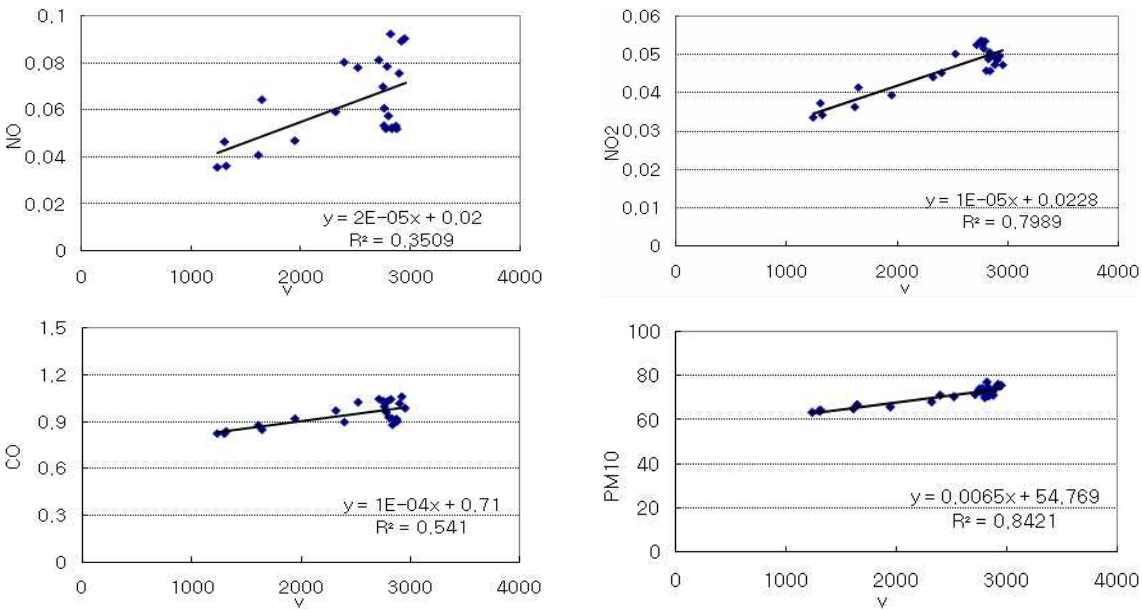 0.1
0.08
0.06
0.04
0.02
0
NO
y = 2E-05x + 0.02
R² = 0.3509
0 1000 2000 3000 4000
V
0.06
0.05
0.04
0.03
0.02
0.01
0
NO2
y = 1E-05x + 0.0228
R² = 0.7989
0 1000 2000 3000 4000
V
1.5
1.2
0.9
0.6
0.3
0
CO
y = 1E-04x + 0.71
R² = 0.541
0 1000 2000 3000 4000
V
100
80
60
40
20
0
PM10
y = 0.0065x + 54.769
R² = 0.8421
0 1000 2000 3000 4000
V